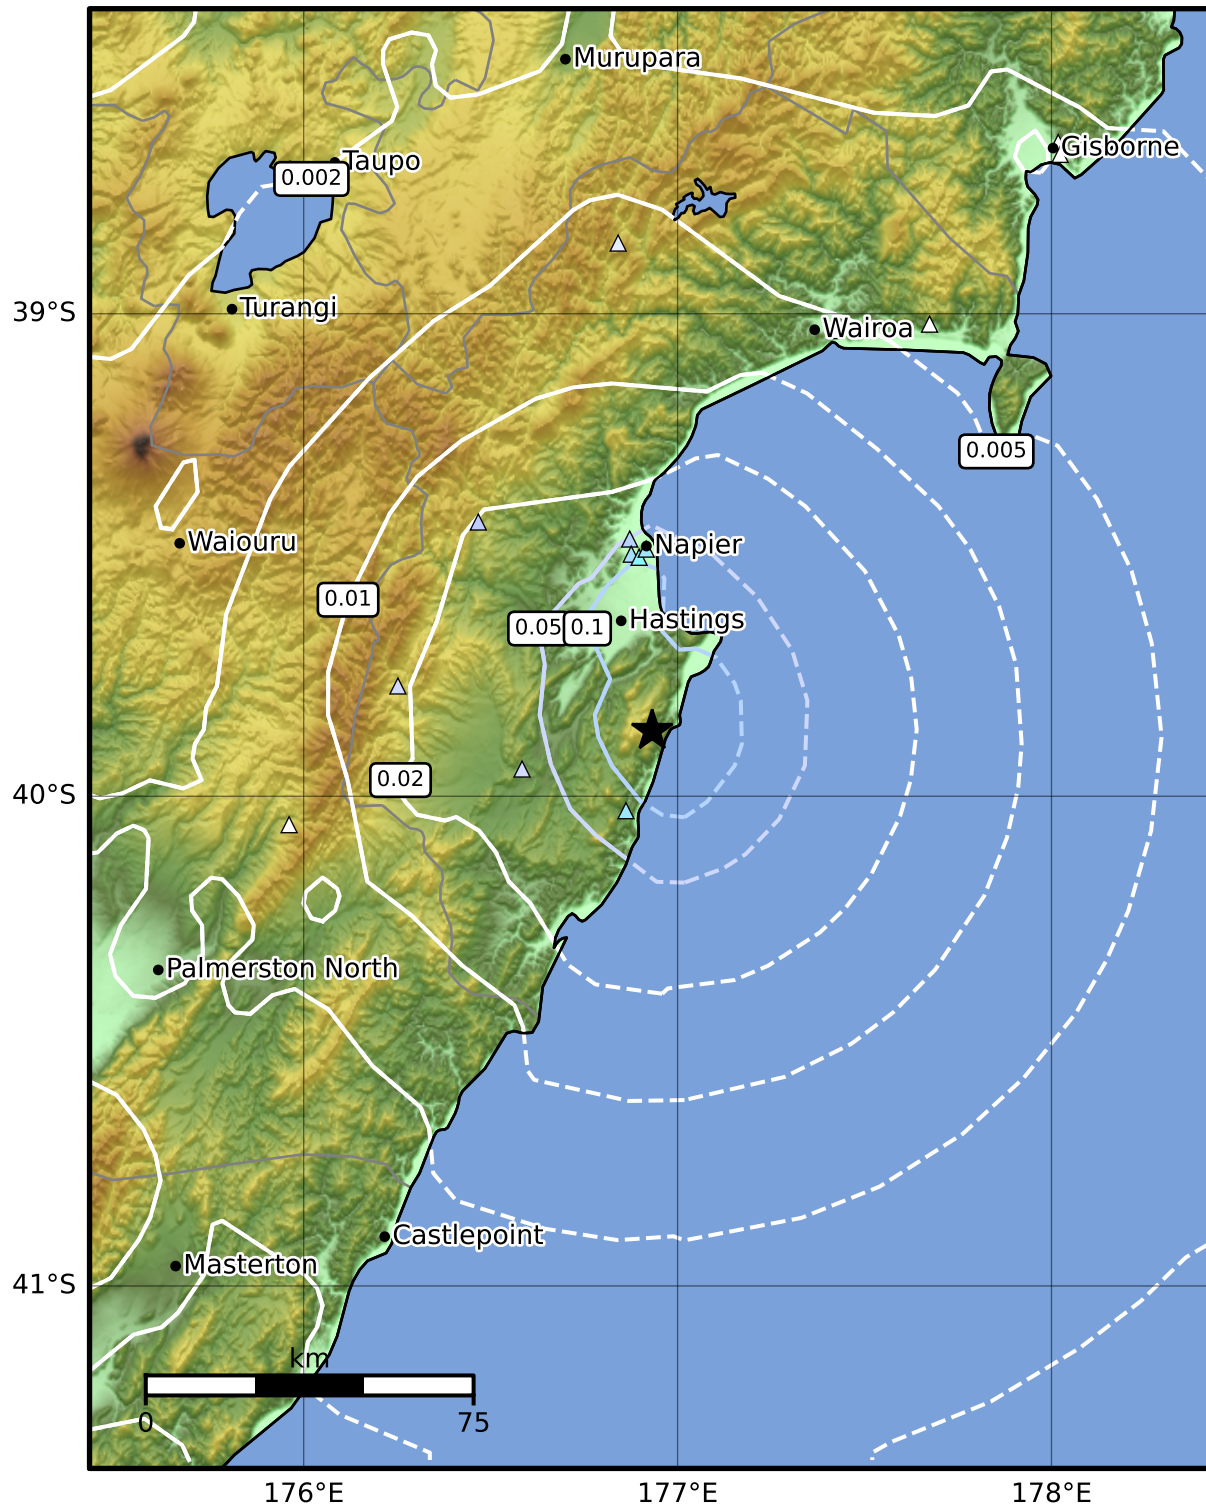 Murupara
Gisborne
Taupo
0.002
Turangi
39°S
Wairoa
0.005
Waiouru
Napier
0.01
0.05
0.1
Hastings
0.02
40°S
Palmerston North
Castlepoint
Masterton
41°S
km
0
75
176°E
177°E
178°E